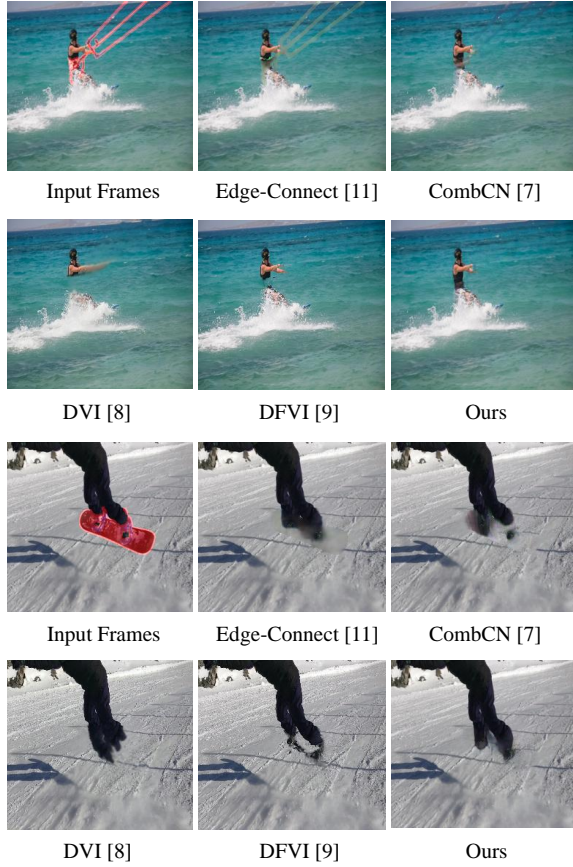 Input Frames Edge-Connect [11] CombCN [7]
DVI [8] DFVI [9] Ours
Input Frames Edge-Connect [11] CombCN [7]
DVI [8] DFVI [9] Ours